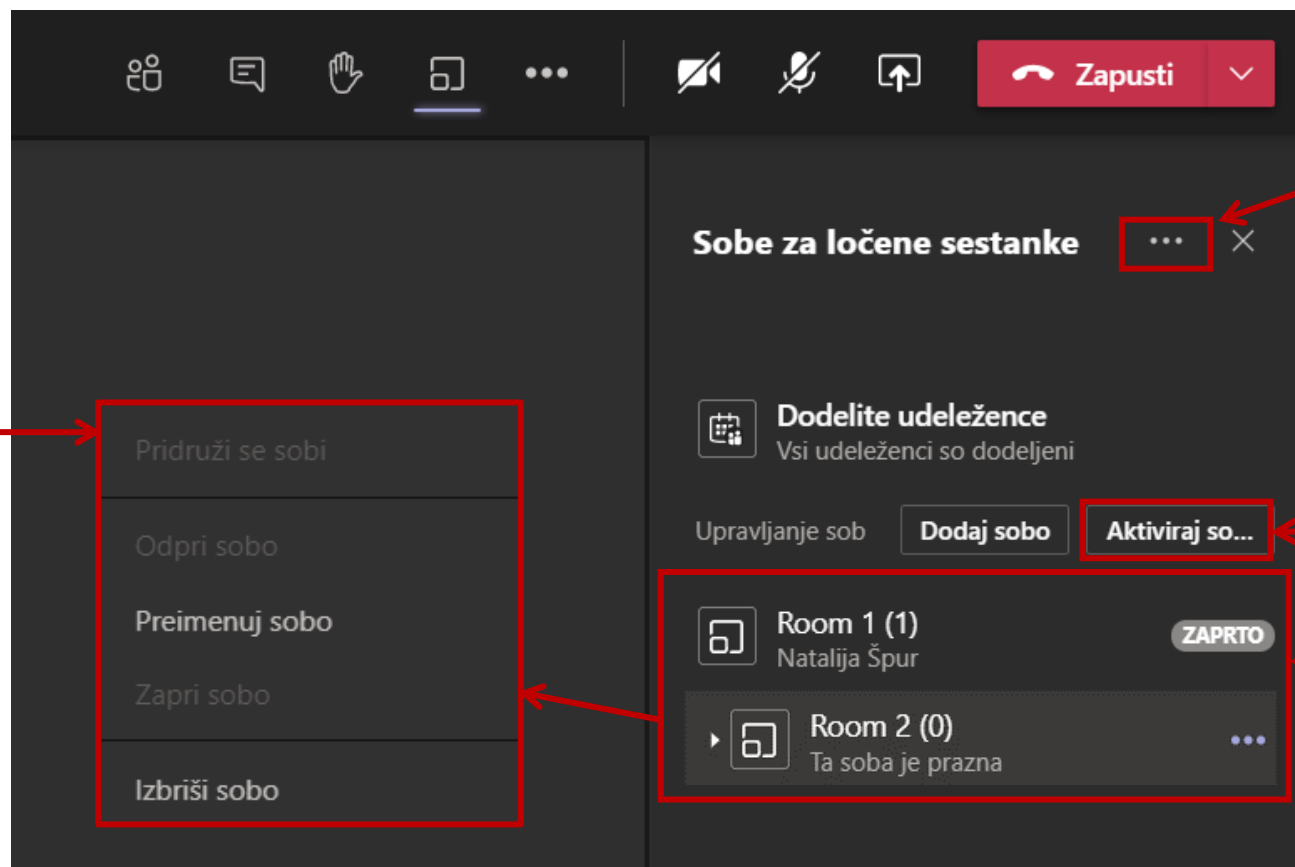 Zapusti
Sobe za ločene sestanke
Dodelite udeležence
Vsi udeleženci so dodeljeni
Upravljanje sob
Dodaj sobo
Aktiviraj so...
Room 1 (1)
Natalija Špur
ZAPRTO
Room 2 (0)
Ta soba je prazna
Pridruži se sobi
Odpri sobo
Preimenuj sobo
Zapri sobo
Izbriši sobo